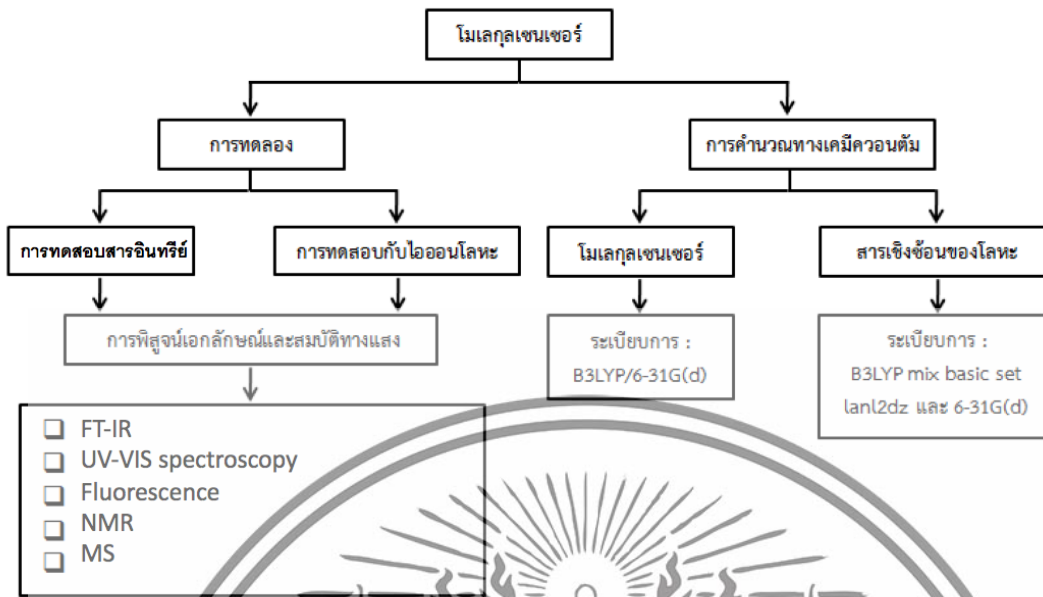 โมเลกุลเซนเซอร์
การทดลอง
การคำนวณทางเคมีควอนตัม
การทดสอบสารอินทรีย์
การทดสอบกับไอออนโลหะ
โมเลกุลเซนเซอร์
สารเชิงซ้อนของโลหะ
การพิสูจน์เอกลักษณ์และสมบัติทางแสง
ระเบียบการ :
B3LYP/6-31G(d)
ระเบียบการ :
B3LYP mix basic set
lanl2dz และ 6-31G(d)
FT-IR
UV-VIS spectroscopy
Fluorescence
NMR
MS